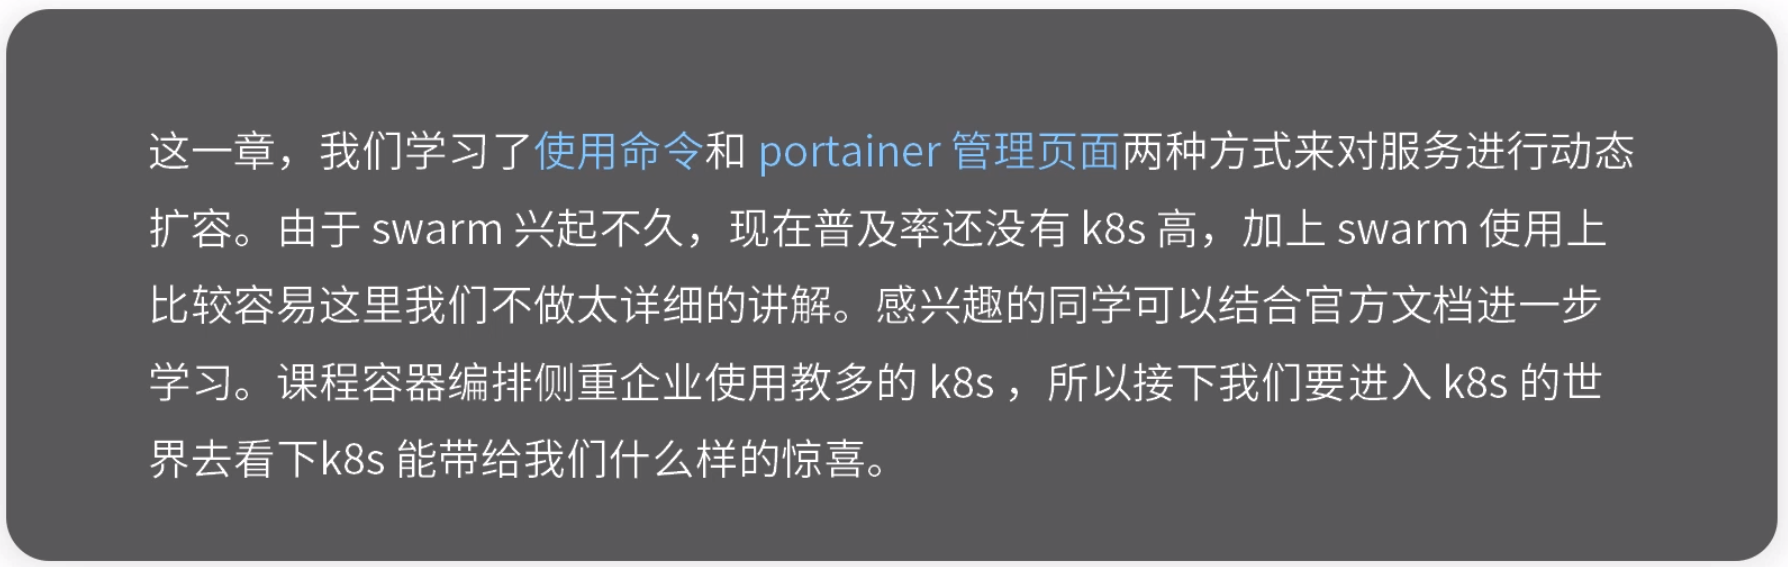 这一章，我们学习了使用命令和 portainer 管理页面两种方式来对服务进行动态
扩容。由于 swarm 兴起不久，现在普及率还没有 k8s 高，加上 swarm 使用上
比较容易这里我们不做太详细的讲解。感兴趣的同学可以结合官方文档进一步
学习。课程容器编排侧重企业使用教多的 k8s ，所以接下我们要进入 k8s 的世
界去看下k8s 能带给我们什么样的惊喜。